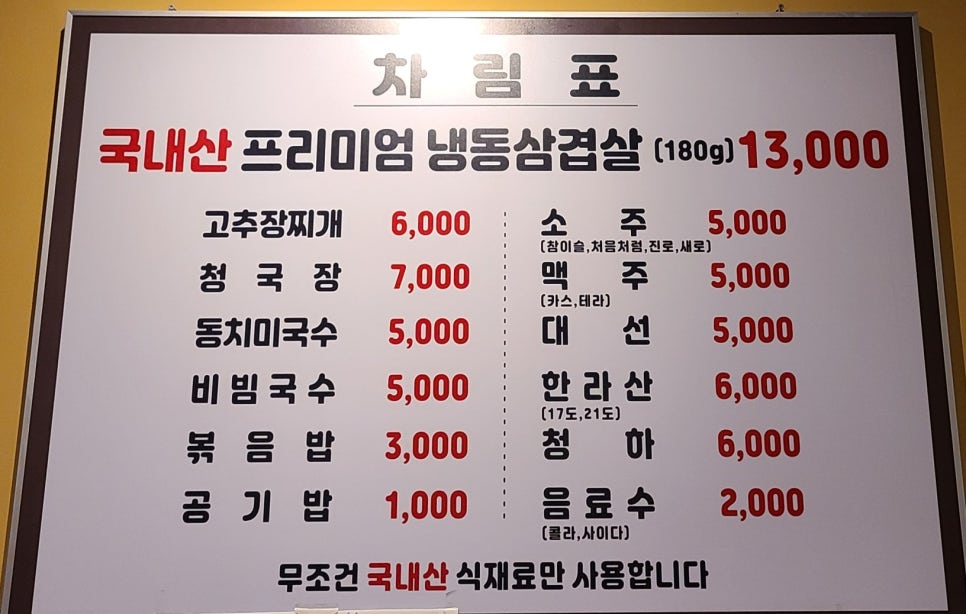 차림표
국내산 프리미엄 냉동삼겹살 (180g) 13,000
고추장찌개 6,000
청국장 7,000
동치미국수 5,000
비빔국수 5,000
볶음밥 3,000
공기밥 1,000
소주 5,000
(참이슬,처음처럼,진로,새로)
맥주 5,000
(카스,테라)
대선 5,000
한라산 6,000
(17도,21도)
청하 6,000
음료수 2,000
(콜라,사이다)
무조건 국내산 식재료만 사용합니다